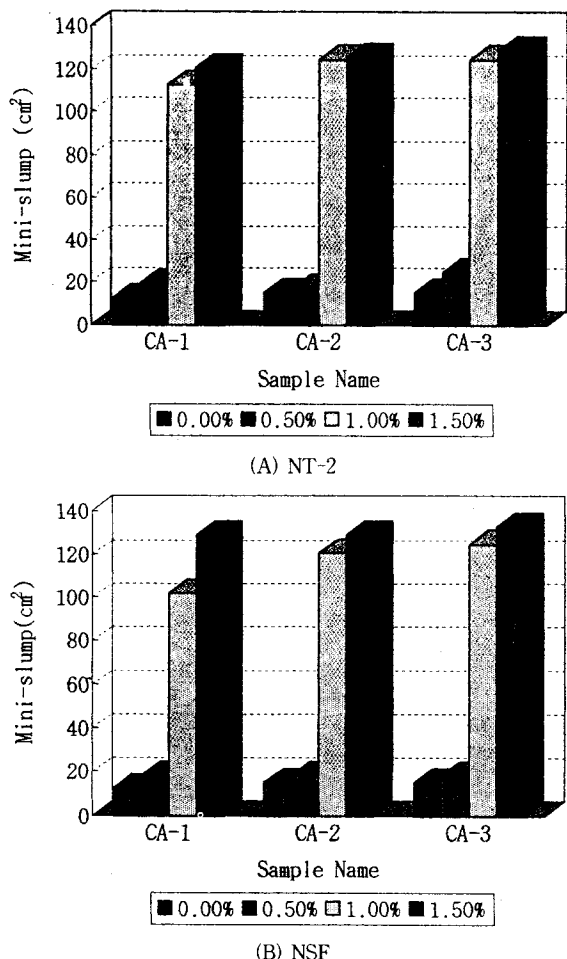 140
120
100
80
60
40
20
0
Mini-slump (cm²)
CA-1 CA-2 CA-3
Sample Name
0.00% 0.50% 1.00% 1.50%
(A) NT-2
140
120
100
80
60
40
20
0
Mini-slump(cm²)
CA-1 CA-2 CA-3
Sample Name
0.00% 0.50% 1.00% 1.50%
(B) NSF